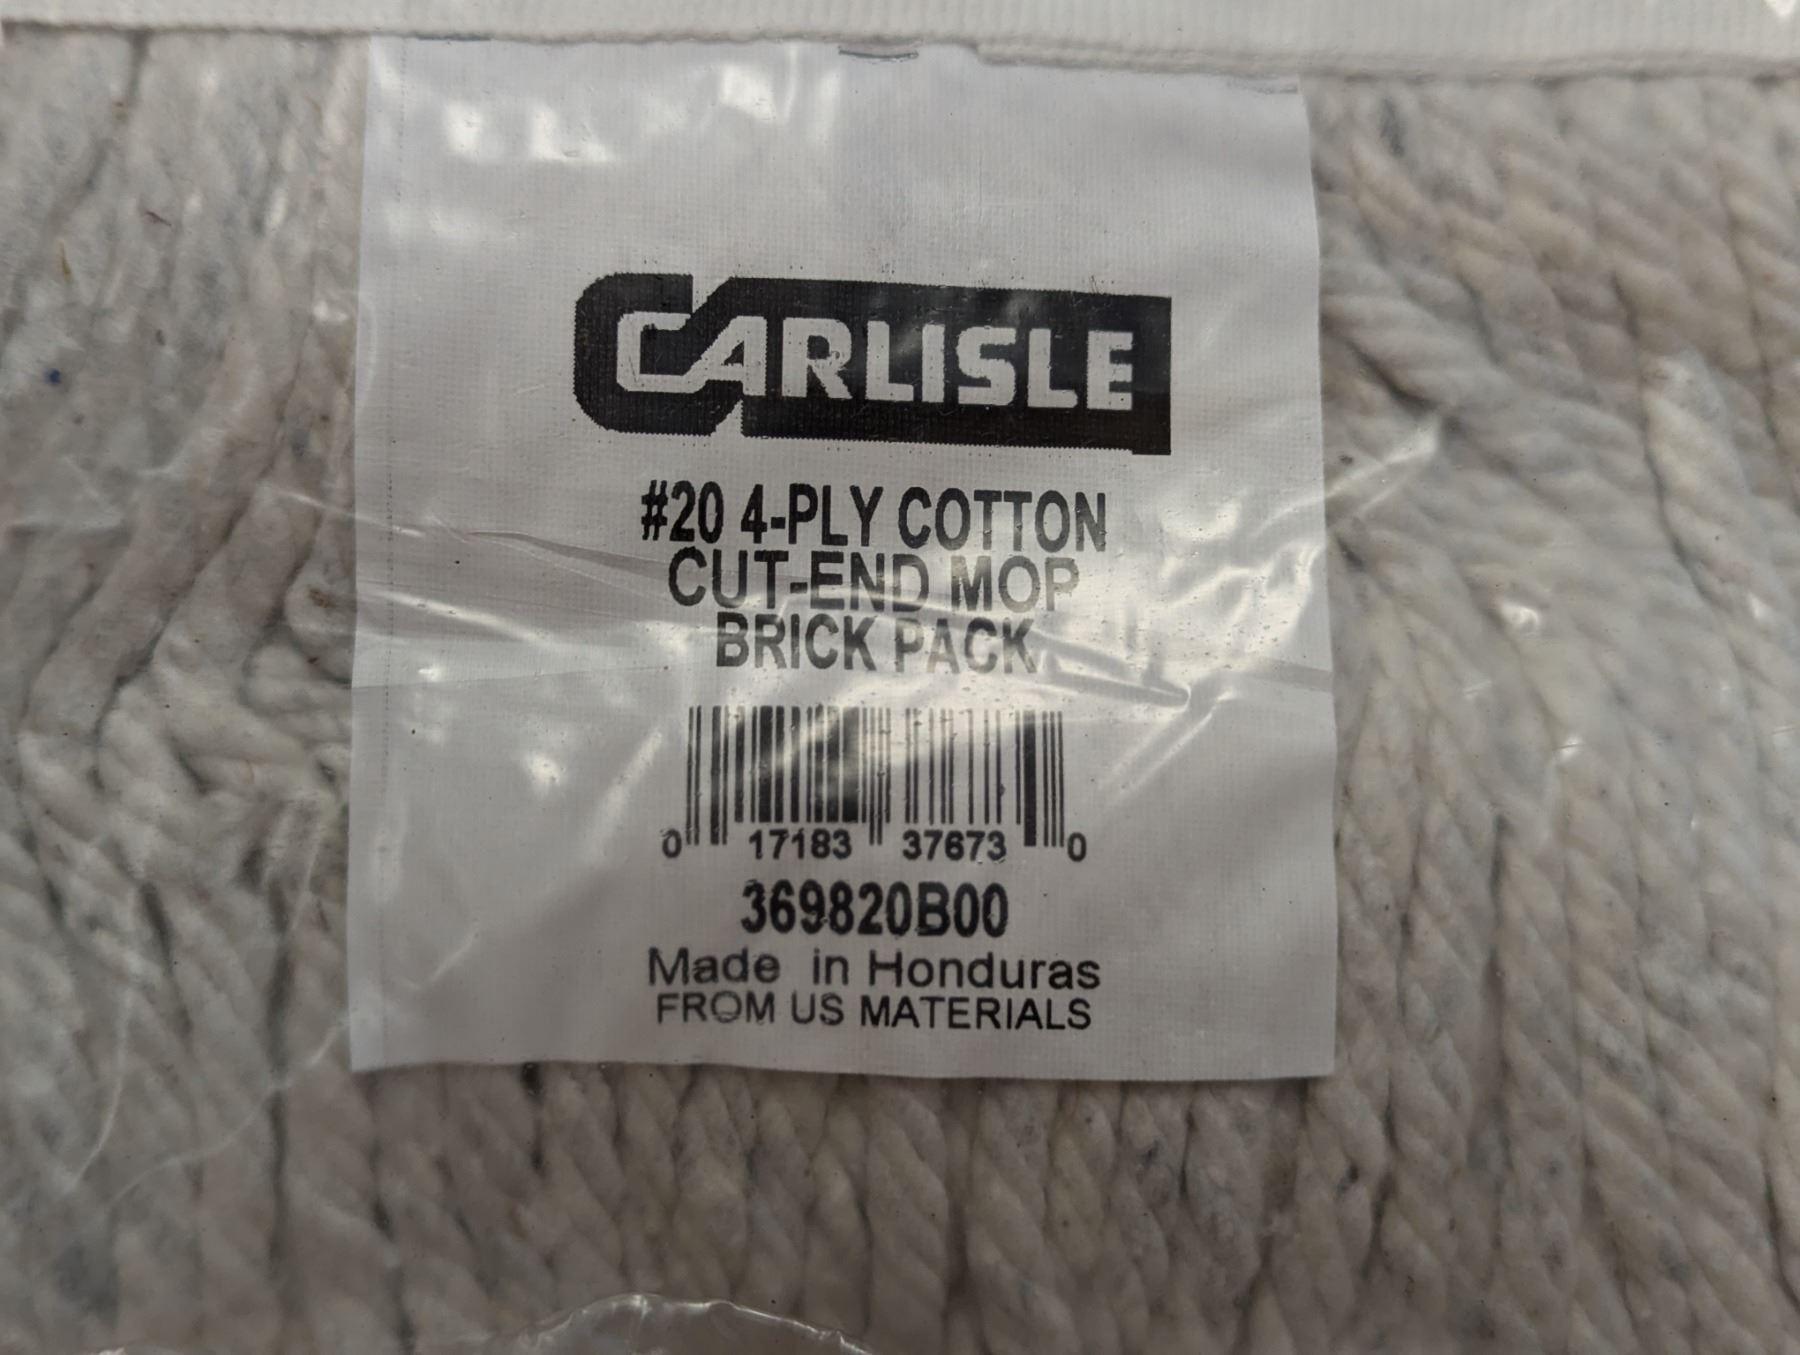 CARLISLE
#20 4-PLY COTTON
CUT-END MOP
BRICK PACK
0 17183 37673 0
369820B00
Made in Honduras
FROM US MATERIALS